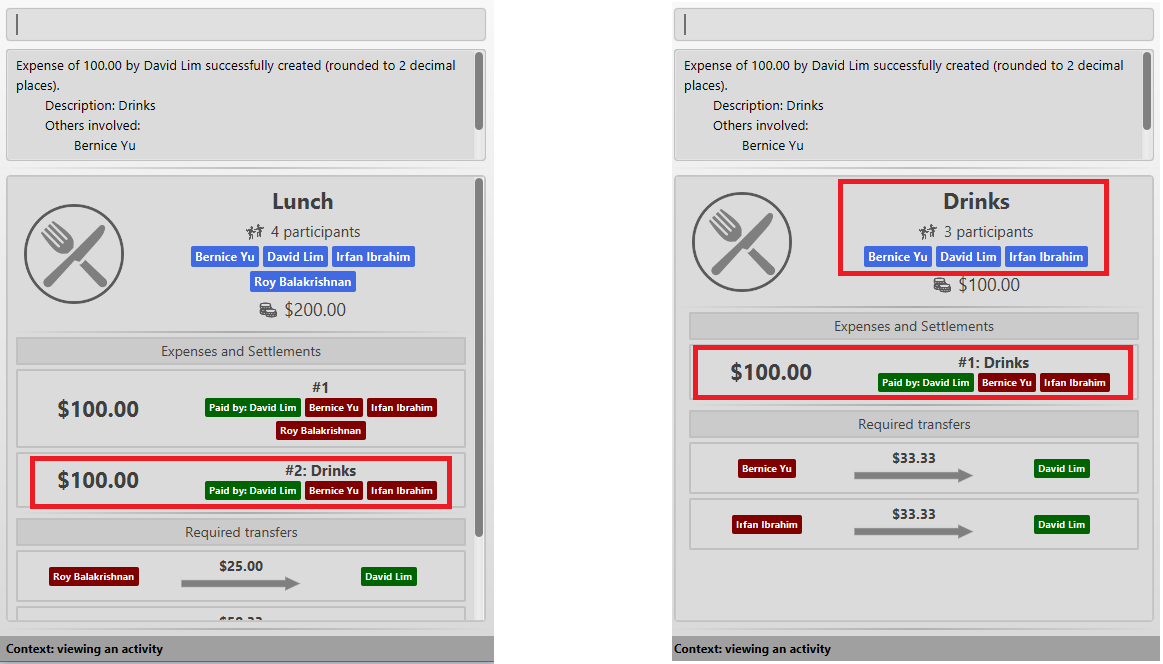 Expense of 100.00 by David Lim successfully created (rounded to 2 decimal
places).
Description: Drinks
Others involved:
Bernice Yu
Lunch
4 participants
Bernice Yu David Lim Irfan Ibrahim
Roy Balakrishnan
$200.00
Expenses and Settlements
#1
$100.00
Paid by: David Lim Bernice Yu Irfan Ibrahim
Roy Balakrishnan
#2: Drinks
$100.00
Paid by: David Lim Bernice Yu Irfan Ibrahim
Required transfers
$25.00
Roy Balakrishnan David Lim
Context: viewing an activity
Expense of 100.00 by David Lim successfully created (rounded to 2 decimal
places).
Description: Drinks
Others involved:
Bernice Yu
Drinks
3 participants
Bernice Yu David Lim Irfan Ibrahim
$100.00
Expenses and Settlements
#1: Drinks
$100.00
Paid by: David Lim Bernice Yu Irfan Ibrahim
Required transfers
$33.33
Bernice Yu David Lim
$33.33
Irfan Ibrahim David Lim
Context: viewing an activity